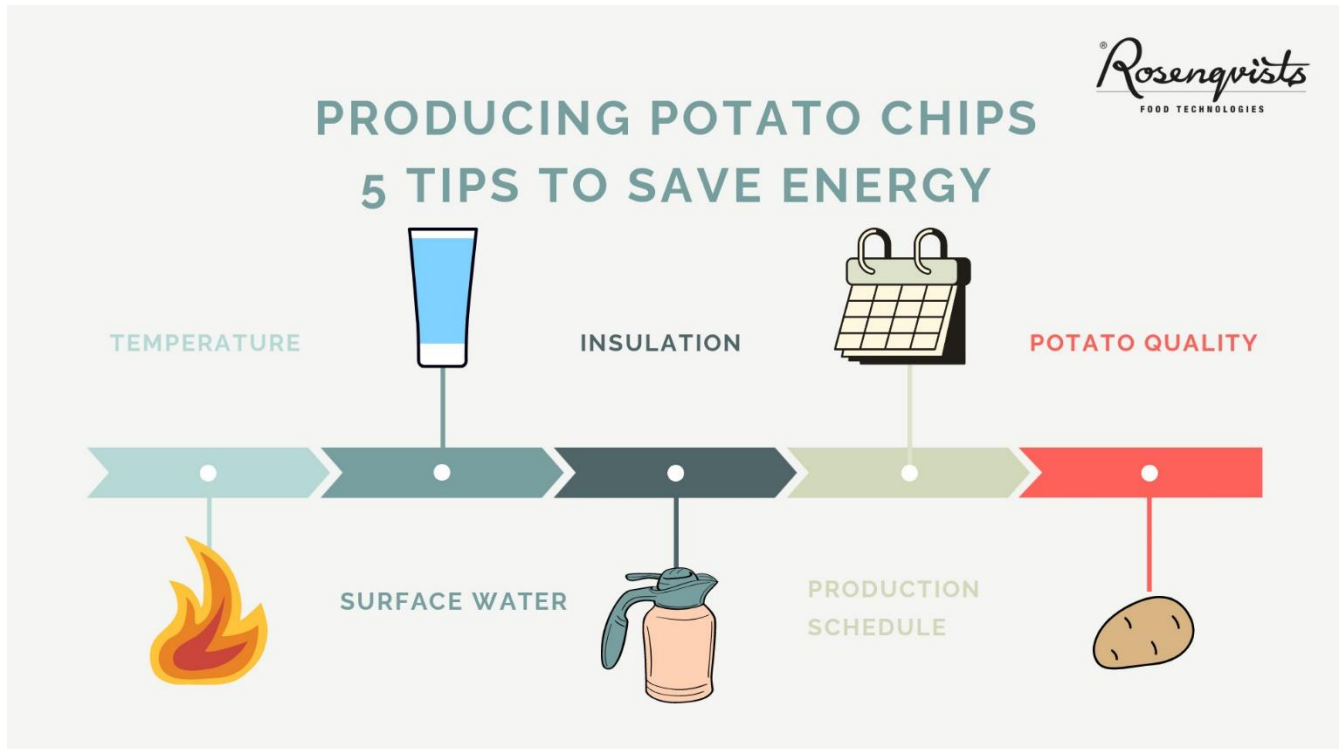 ® Rosenqvists
FOOD TECHNOLOGIES
PRODUCING POTATO CHIPS
5 TIPS TO SAVE ENERGY
TEMPERATURE
SURFACE WATER
INSULATION
PRODUCTION
SCHEDULE
POTATO QUALITY